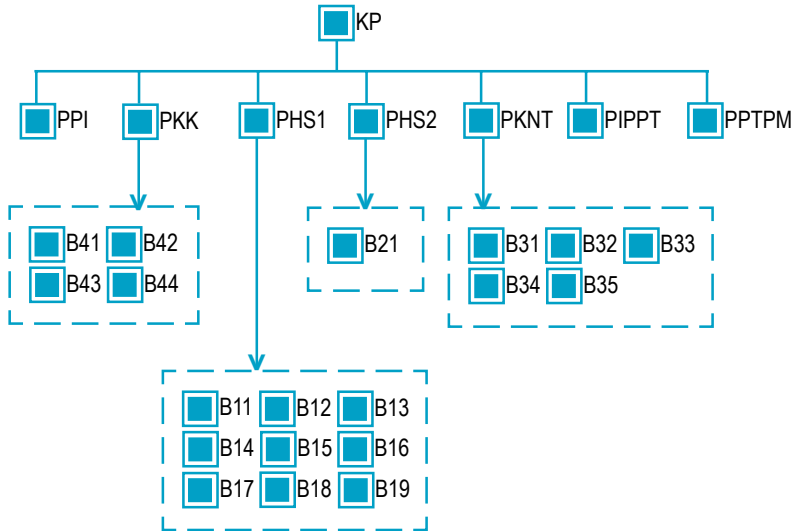 KP
PPI PKK PHS1 PHS2 PKNT PIPPT PPTPM
B41 B42
B43 B44
B21
B31 B32 B33
B34 B35
B11 B12 B13
B14 B15 B16
B17 B18 B19